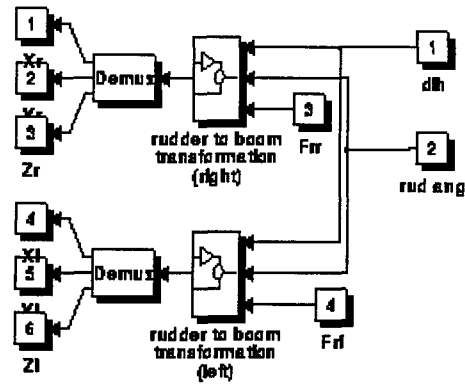 1
Xr
2
Yr
3
Zr
Demux
rudder to boom
transformation
(right)
3
Frr
1
dlh
2
rud ang
4
Xl
5
Yl
6
Zl
Demux
rudder to boom
transformation
(left)
4
Frl